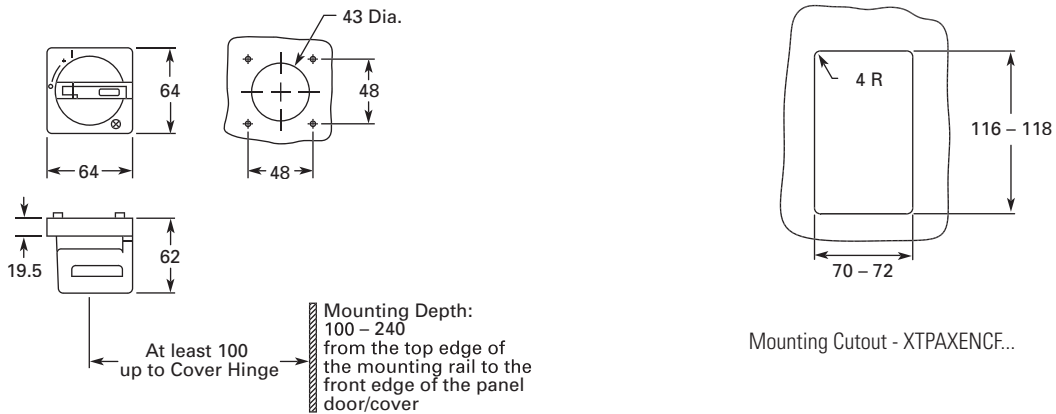 43 Dia.
64
48
64
48
19.5
62
At least 100
up to Cover Hinge
Mounting Depth:
100 – 240
from the top edge of
the mounting rail to the
front edge of the panel
door/cover
4 R
116 – 118
70 – 72
Mounting Cutout - XTPAXENCF...